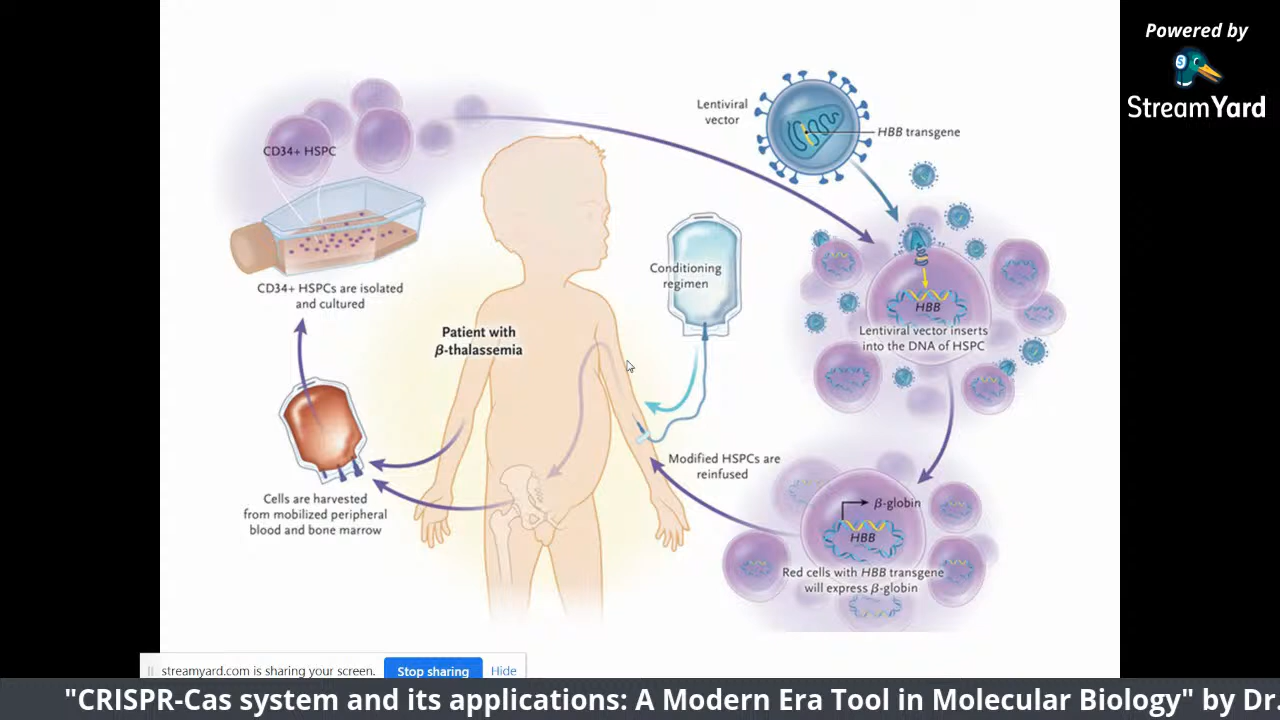 Powered by
StreamYard
Lentiviral
vector
HBB transgene
CD34+ HSPC
CD34+ HSPCs are isolated
and cultured
Conditioning
regimen
HBB
Lentiviral vector inserts
into the DNA of HSPC
Patient with
β-thalassemia
Modified HSPCs are
reinfused
Cells are harvested
from mobilized peripheral
blood and bone marrow
β-globin
HBB
Red cells with HBB transgene
will express β-globin
streamyard.com is sharing your screen. Stop sharing Hide
"CRISPR-Cas system and its applications: A Modern Era Tool in Molecular Biology" by Dr.